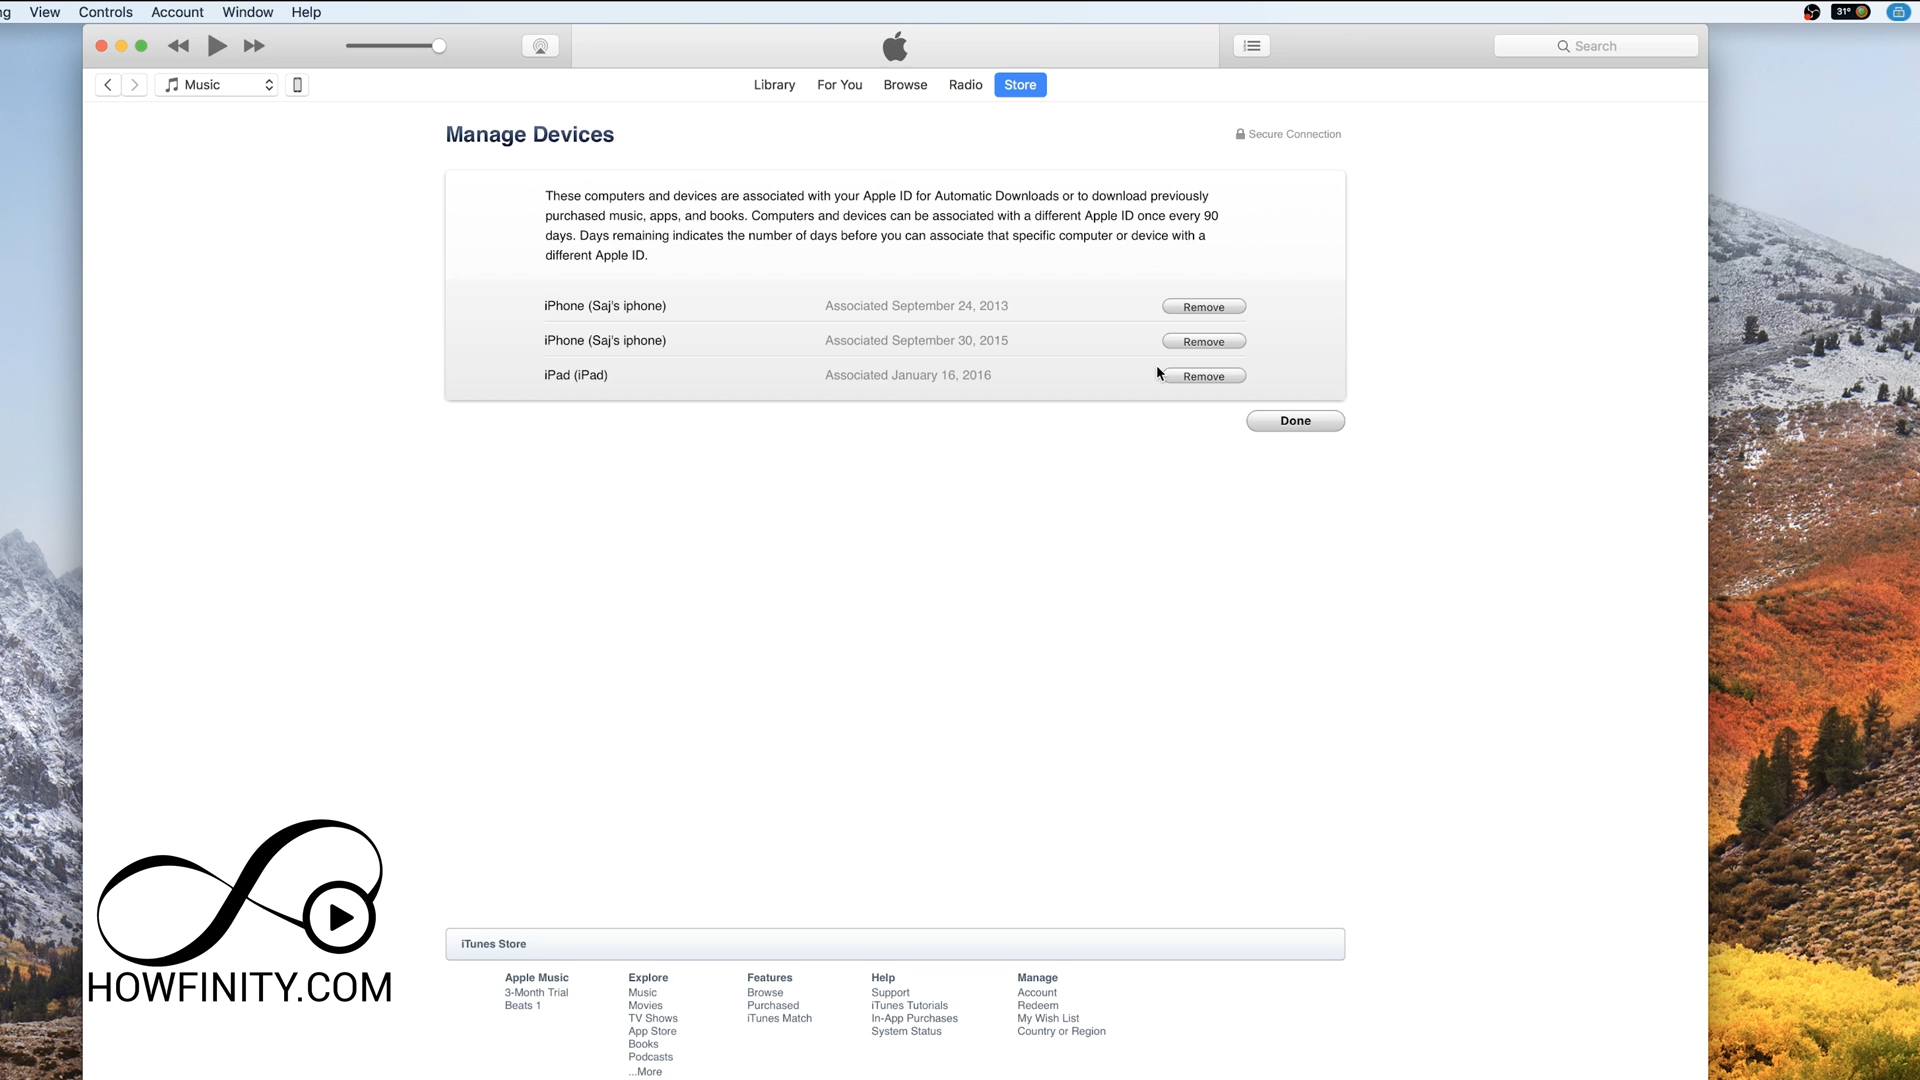 View Controls Account Window Help
31°
Search
Music
Library For You Browse Radio Store
Manage Devices
Secure Connection
These computers and devices are associated with your Apple ID for Automatic Downloads or to download previously
purchased music, apps, and books. Computers and devices can be associated with a different Apple ID once every 90
days. Days remaining indicates the number of days before you can associate that specific computer or device with a
different Apple ID.
iPhone (Saj's iphone) Associated September 24, 2013 Remove
iPhone (Saj's iphone) Associated September 30, 2015 Remove
iPad (iPad) Associated January 16, 2016 Remove
Done
HOWFINITY.COM
iTunes Store
Apple Music Explore Features Help Manage
3-Month Trial Music Browse Support Account
Beats 1 Movies Purchased iTunes Tutorials Redeem
TV Shows iTunes Match In-App Purchases My Wish List
App Store System Status Country or Region
Books
Podcasts
...More